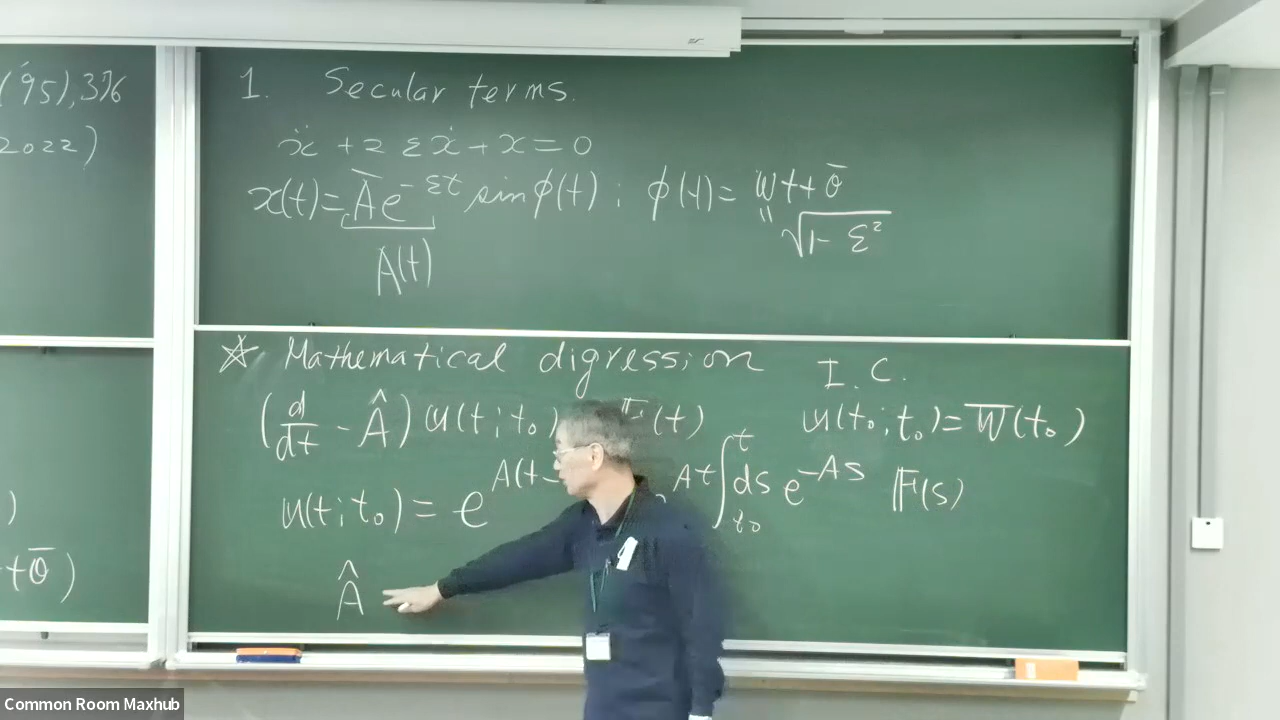 ('95), 376
2022)
)
+θ̅)
1. Secular terms.
ẍ + 2εẋ + x = 0
x(t) = A̅e^{-εt} sin ϕ(t) ; ϕ(t) = ωt + θ̅
A(t)
" √(1-ε²)
☆ Mathematical digression I.C.
(d/dt - Â) u(t;t₀) F(t) u(t₀;t₀) = W̅(t₀)
u(t;t₀) = e^{A(t- e^{At} ∫_{t₀}^{t} ds e^{-As} F(s)
Â
Common Room Maxhub